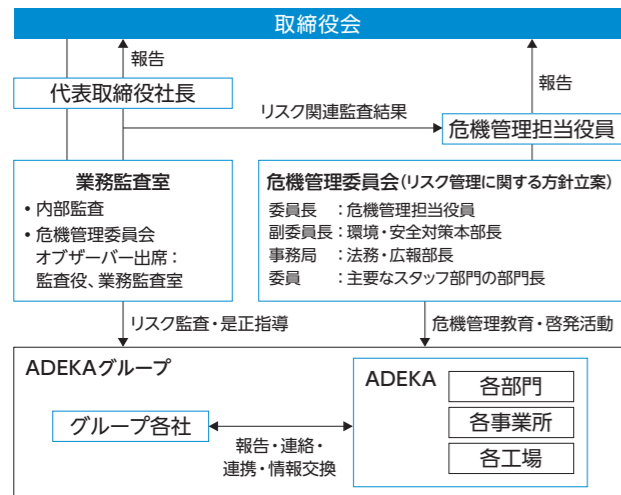 取締役会
報告
報告
代表取締役社長
リスク関連監査結果
危機管理担当役員
業務監査室
• 内部監査
• 危機管理委員会
オブザーバー出席：
監査役、業務監査室
危機管理委員会(リスク管理に関する方針立案)
委員長　：危機管理担当役員
副委員長：環境・安全対策本部長
事務局　：法務・広報部長
委員　　：主要なスタッフ部門の部門長
リスク監査・是正指導
危機管理教育・啓発活動
ADEKAグループ
グループ各社
報告・連絡・
連携・情報交換
ADEKA
各部門
各事業所
各工場